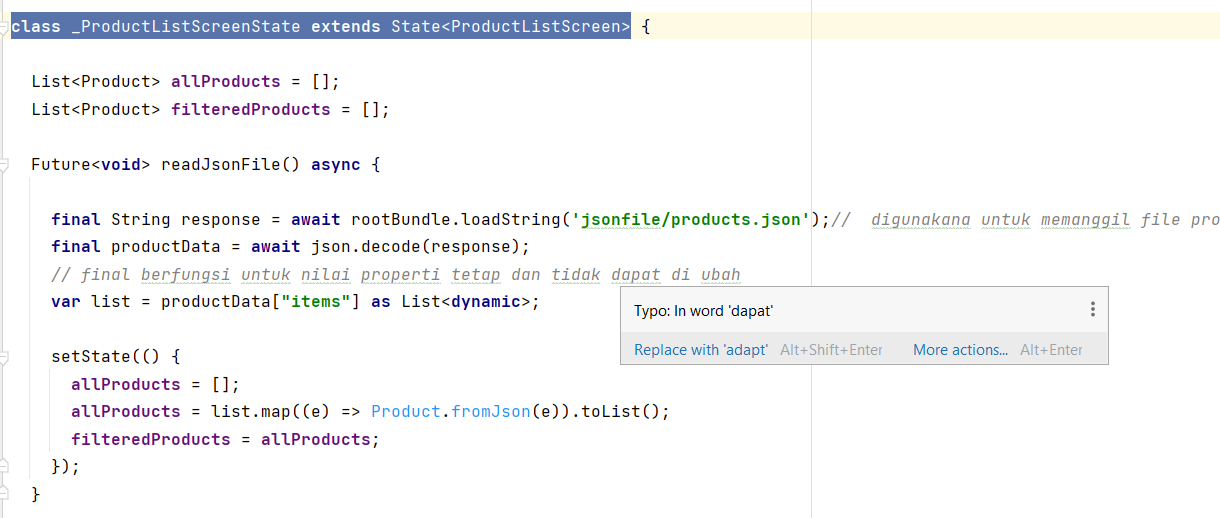 class _ProductListScreenState extends State<ProductListScreen> {
List<Product> allProducts = [];
List<Product> filteredProducts = [];
Future<void> readJsonFile() async {
final String response = await rootBundle.loadString('jsonfile/products.json');//  digunakana untuk memanggil file pro
final productData = await json.decode(response);
// final berfungsi untuk nilai properti tetap dan tidak dapat di ubah
var list = productData["items"] as List<dynamic>;
Typo: In word 'dapat'
Replace with 'adapt' Alt+Shift+Enter More actions... Alt+Enter
setState(() {
allProducts = [];
allProducts = list.map((e) => Product.fromJson(e)).toList();
filteredProducts = allProducts;
});
}